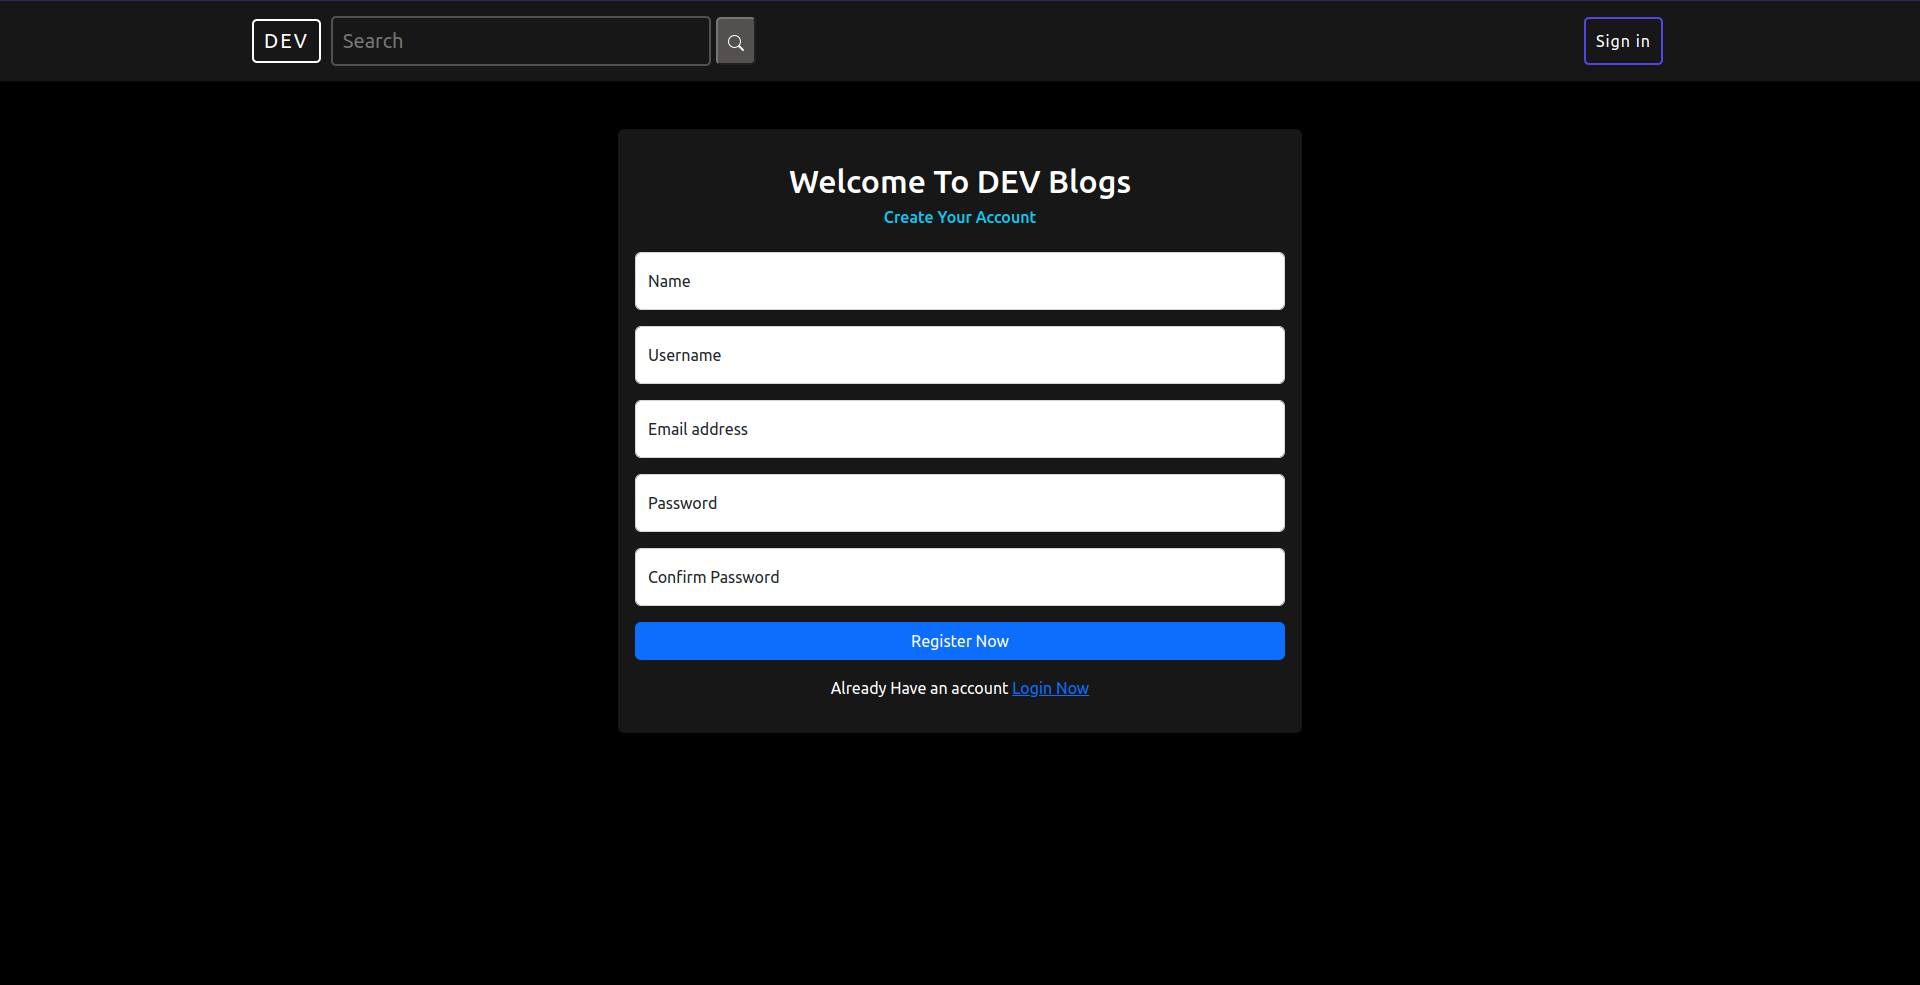 DEV Search Sign in
Welcome To DEV Blogs
Create Your Account
Name
Username
Email address
Password
Confirm Password
Register Now
Already Have an account Login Now